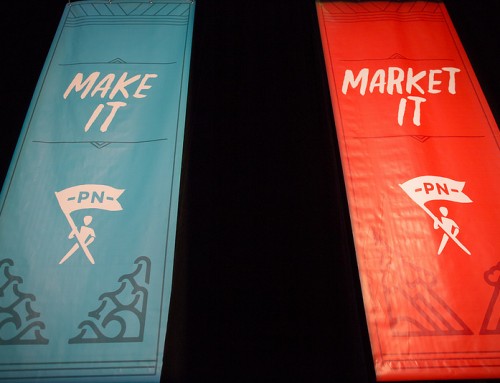 MAKE
IT
-PN-
MARKET
IT
-PN-